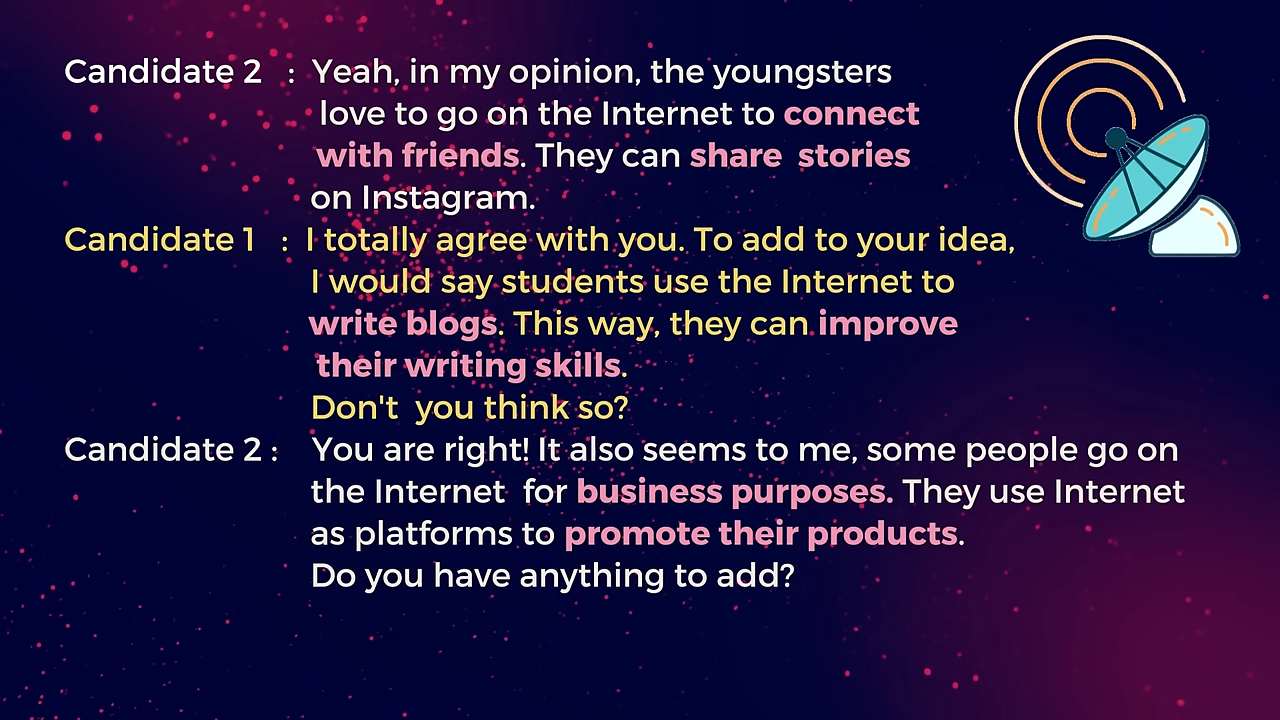 Candidate 2 : Yeah, in my opinion, the youngsters
love to go on the Internet to connect
with friends. They can share stories
on Instagram.
Candidate 1 : I totally agree with you. To add to your idea,
I would say students use the Internet to
write blogs. This way, they can improve
their writing skills.
Don't you think so?
Candidate 2 : You are right! It also seems to me, some people go on
the Internet for business purposes. They use Internet
as platforms to promote their products.
Do you have anything to add?